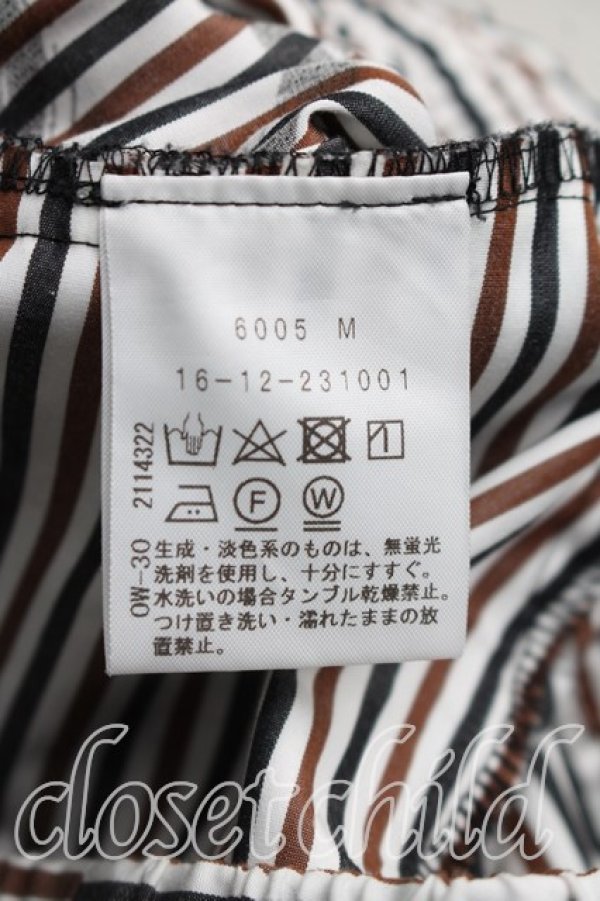 6005 M
16-12-231001
2114322
OW-30
F
W
生成・淡色系のものは、無蛍光
洗剤を使用し、十分にすすぐ。
水洗いの場合タンブル乾燥禁止。
つけ置き洗い・濡れたままの放
置禁止。
closetchild